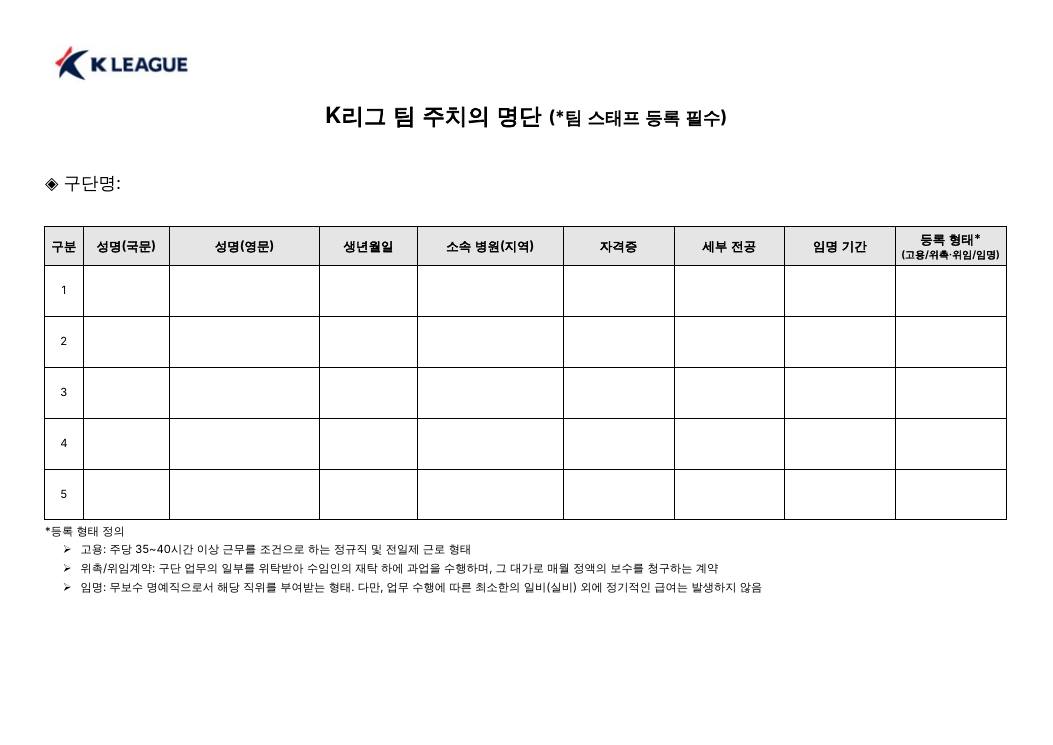 K LEAGUE
K리그 팀 주치의 명단 (*팀 스태프 등록 필수)
◈ 구단명:
구분 성명(국문) 성명(영문) 생년월일 소속 병원(지역) 자격증 세부 전공 임명 기간 등록 형태*
(고용/위촉·위임/임명)
1
2
3
4
5
*등록 형태 정의
➢ 고용: 주당 35~40시간 이상 근무를 조건으로 하는 정규직 및 전일제 근로 형태
➢ 위촉/위임계약: 구단 업무의 일부를 위탁받아 수임인의 재탁 하에 과업을 수행하며, 그 대가로 매월 정액의 보수를 청구하는 계약
➢ 임명: 무보수 명예직으로서 해당 직위를 부여받는 형태. 다만, 업무 수행에 따른 최소한의 일비(실비) 외에 정기적인 급여는 발생하지 않음